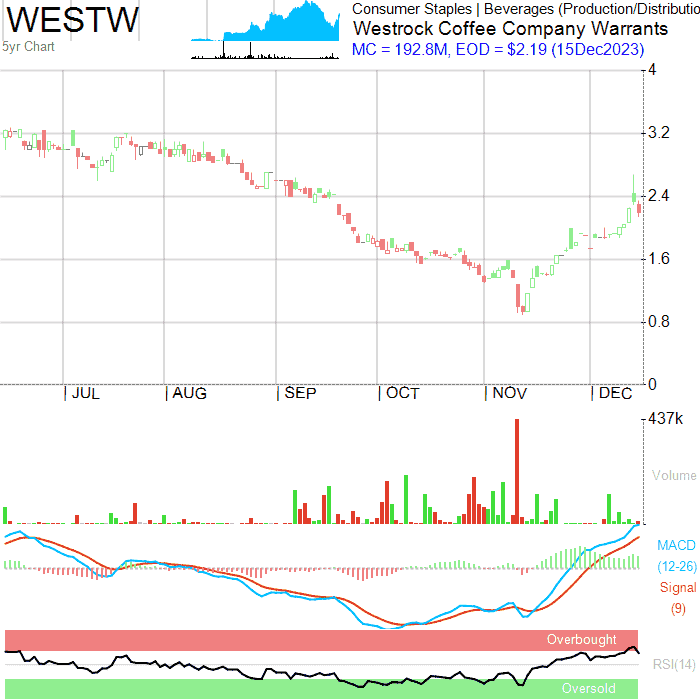 WESTW
5yr Chart
Consumer Staples | Beverages (Production/Distributio
Westrock Coffee Company Warrants
MC = 192.8M, EOD = $2.19 (15Dec2023)
4
3.2
2.4
1.6
0.8
0
JUL AUG SEP OCT NOV DEC
437k
Volume
MACD
(12-26)
Signal
(9)
Overbought
RSI(14)
Oversold